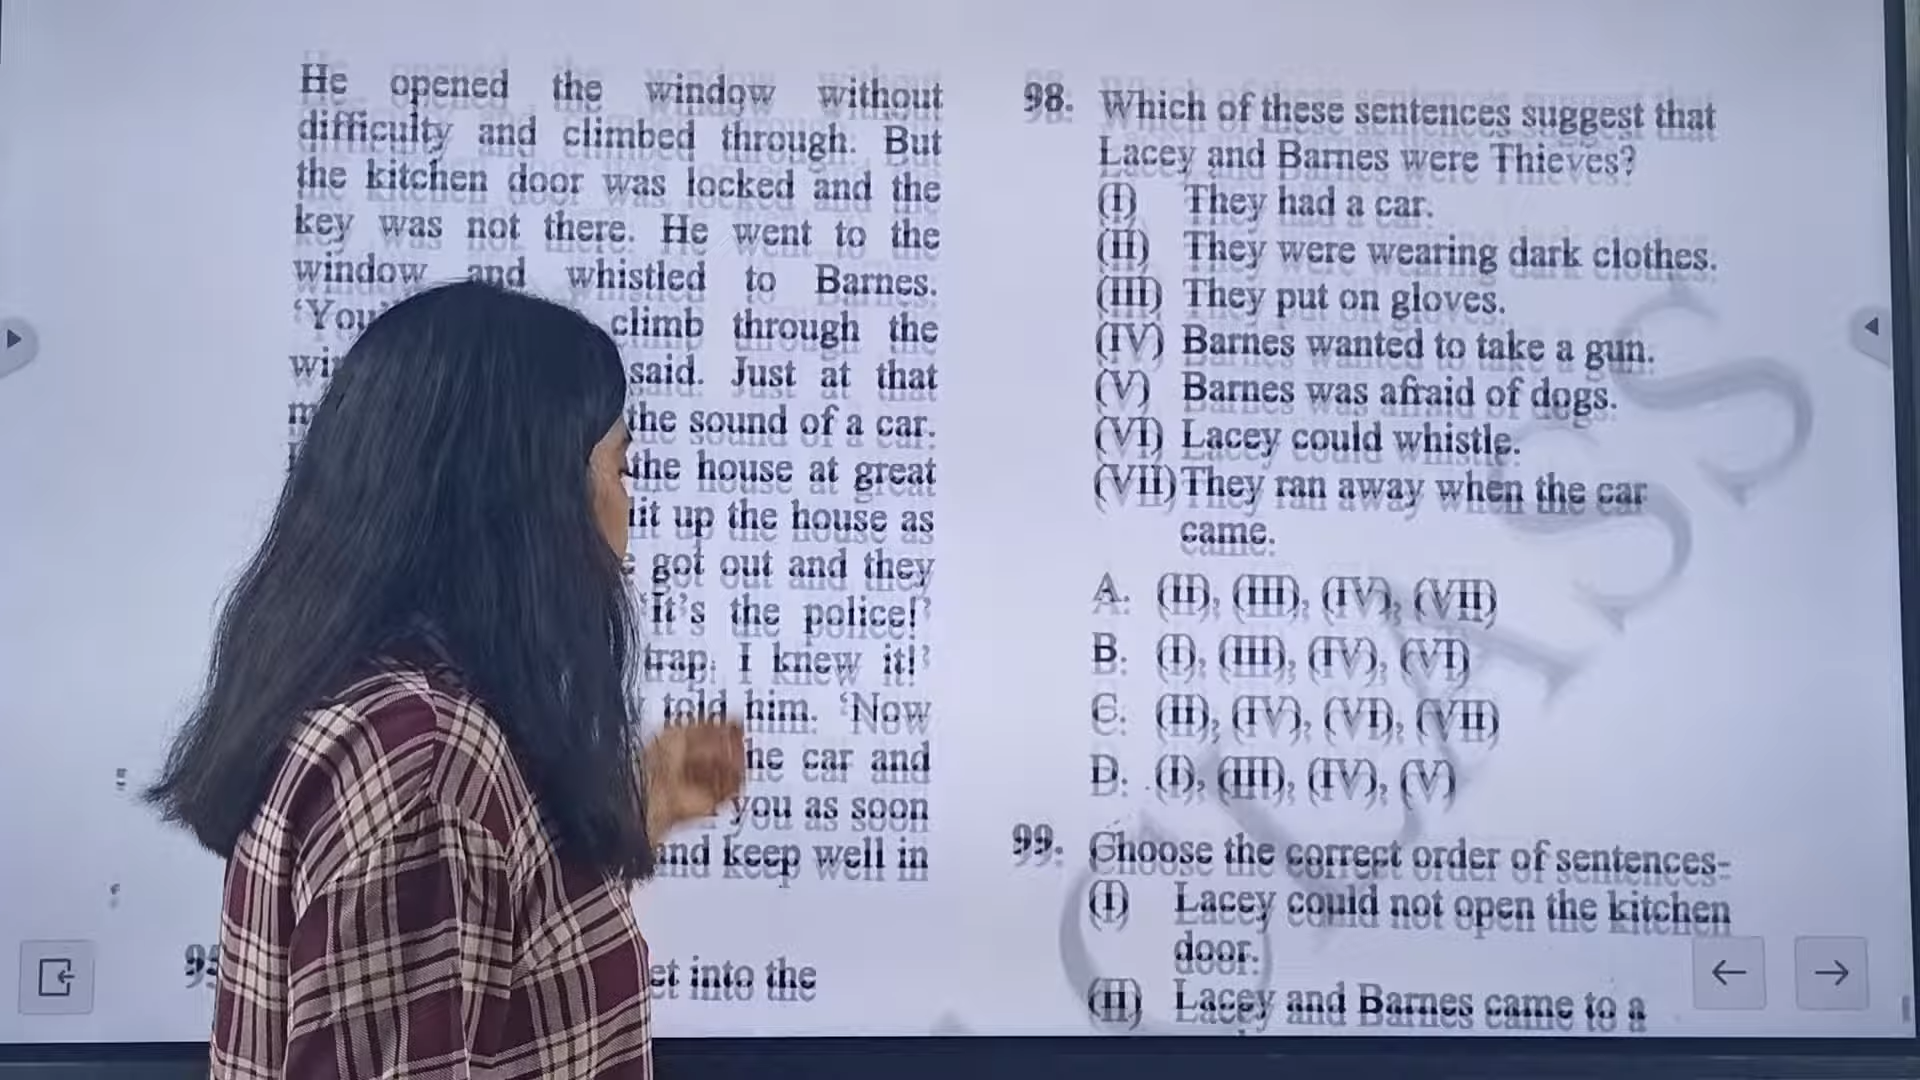 He opened the window without
difficulty and climbed through. But
the kitchen door was locked and the
key was not there. He went to the
window and whistled to Barnes.
climb through the
said. Just at that
the sound of a car.
the house at great
lit up the house as
got out and they
'It's the police!'
trap. I knew it!'
told him. 'Now
the car and
you as soon
and keep well in
into the
98. Which of these sentences suggest that
Lacey and Barnes were Thieves?
(I) They had a car.
(II) They were wearing dark clothes.
(III) They put on gloves.
(IV) Barnes wanted to take a gun.
(V) Barnes was afraid of dogs.
(VI) Lacey could whistle.
(VII) They ran away when the car
came.
A. (II), (III), (IV), (VII)
B. (I), (III), (IV), (VI)
C. (II), (IV), (VI), (VII)
D. (I), (III), (IV), (V)
99. Choose the correct order of sentences-
(I) Lacey could not open the kitchen
door.
(II) Lacey and Barnes came to a